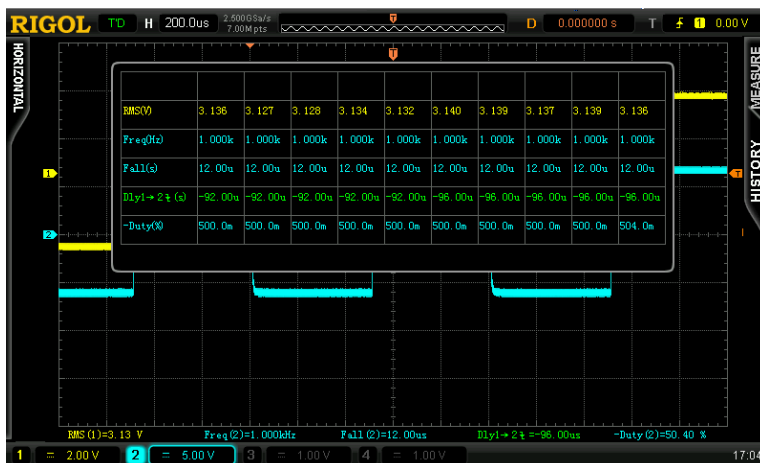 RIGOL T'D H 200.0us 2.500GSa/s D 0.000000 s T 1 0.00 V
7.00M pts
T
HORIZONTAL
MEASURE
HISTORY
RMS(V) 3.136 3.127 3.128 3.134 3.132 3.140 3.139 3.137 3.139 3.136
Freq(Hz) 1.000k 1.000k 1.000k 1.000k 1.000k 1.000k 1.000k 1.000k 1.000k 1.000k
Fall(s) 12.00u 12.00u 12.00u 12.00u 12.00u 12.00u 12.00u 12.00u 12.00u 12.00u
Dly1→2 (s) -92.00u -92.00u -92.00u -92.00u -92.00u -96.00u -96.00u -96.00u -96.00u -96.00u
-Duty(%) 500.0m 500.0m 500.0m 500.0m 500.0m 500.0m 500.0m 500.0m 500.0m 504.0m
1
T
2
RMS(1)=3.13 V Freq(2)=1.000kHz Fall(2)=12.00us Dly1→2 =-96.00us -Duty(2)=50.40 %
1 = 2.00 V 2 = 5.00 V 3 = 1.00 V 4 = 1.00 V 17:04